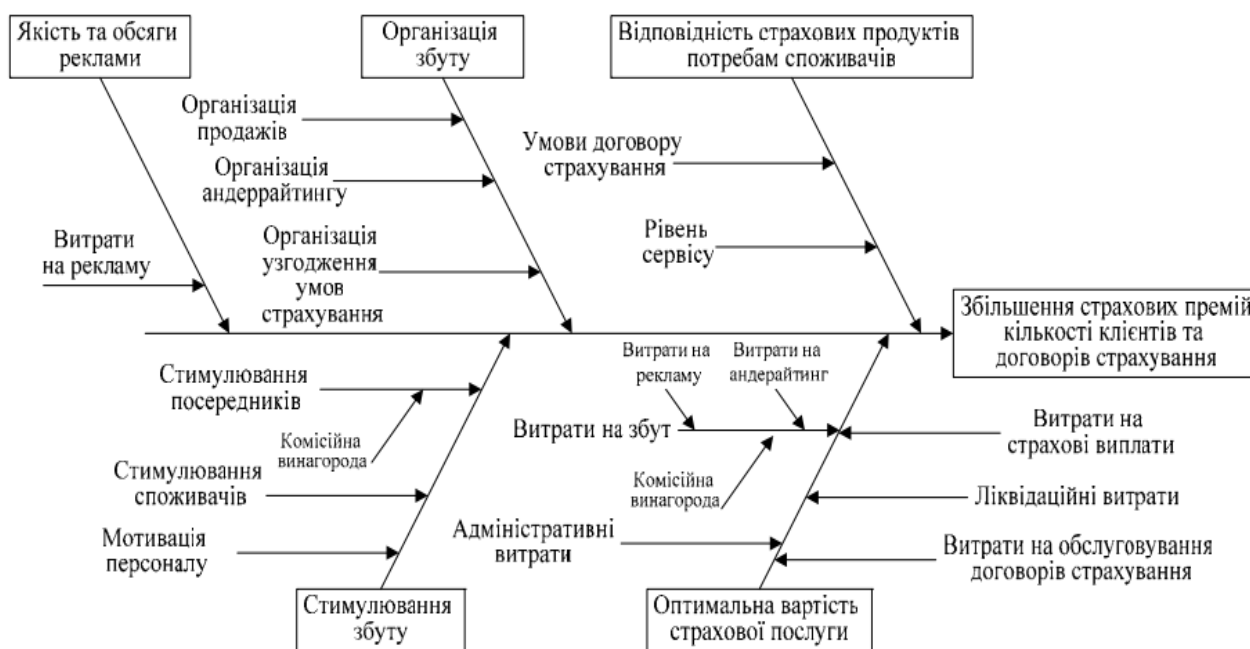 Якість та обсяги
реклами
Організація
збуту
Відповідність страхових продуктів
потребам споживачів
Організація
продажів
Організація
андеррайтингу
Витрати
на рекламу
Організація
узгодження
умов
страхування
Умови договору
страхування
Рівень
сервісу
Збільшення страхових премій
кількості клієнтів та
договорів страхування
Стимулювання
посередників
Комісійна
винагорода
Стимулювання
споживачів
Мотивація
персоналу
Стимулювання
збуту
Витрати на
рекламу
Витрати на
андерайтинг
Витрати на збут
Комісійна
винагорода
Адміністративні
витрати
Витрати на
страхові виплати
Ліквідаційні витрати
Витрати на обслуговування
договорів страхування
Оптимальна вартість
страхової послуги